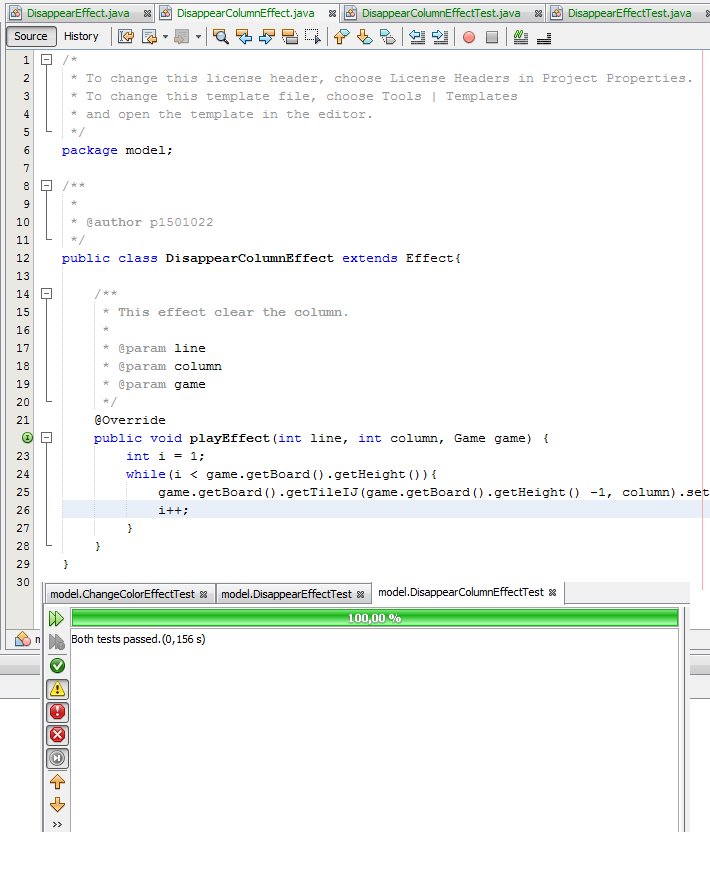 DisappearEffect.java DisappearColumnEffect.java DisappearColumnEffectTest.java DisappearEffectTest.java
Source History
1 /*
2 * To change this license header, choose License Headers in Project Properties.
3 * To change this template file, choose Tools | Templates
4 * and open the template in the editor.
5 */
6 package model;
7
8 /**
9 *
10 * @author p1501022
11 */
12 public class DisappearColumnEffect extends Effect{
13
14 /**
15 * This effect clear the column.
16 *
17 * @param line
18 * @param column
19 * @param game
20 */
21 @Override
public void playEffect(int line, int column, Game game) {
23 int i = 1;
24 while(i < game.getBoard().getHeight()){
25 game.getBoard().getTileIJ(game.getBoard().getHeight() -1, column).set
26 i++;
27 }
28 }
29 }
30
model.ChangeColorEffectTest model.DisappearEffectTest model.DisappearColumnEffectTest
100,00 %
Both tests passed.(0,156 s)